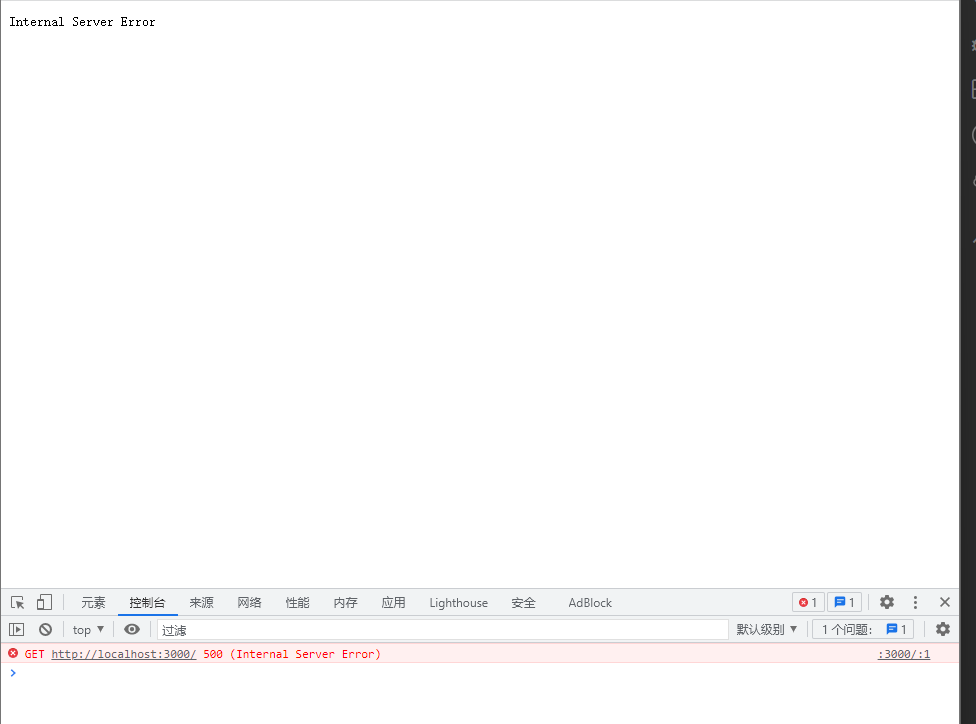 Internal Server Error
元素 控制台 来源 网络 性能 内存 应用 Lighthouse 安全 AdBlock 1 1
top 过滤 默认级别 1 个问题: 1
GET http://localhost:3000/ 500 (Internal Server Error) :3000/:1